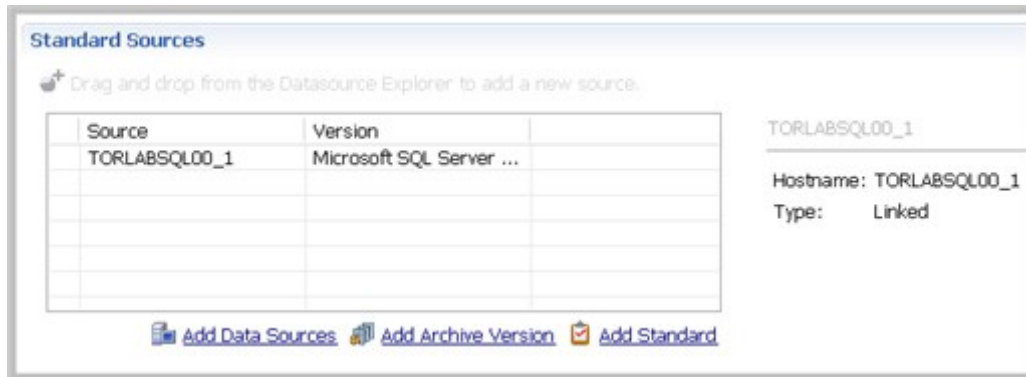 Standard Sources
Drag and drop from the Datasource Explorer to add a new source.
Source Version
TORLABSQL00_1 Microsoft SQL Server ...
Add Data Sources Add Archive Version Add Standard
TORLABSQL00_1
Hostname: TORLABSQL00_1
Type: Linked